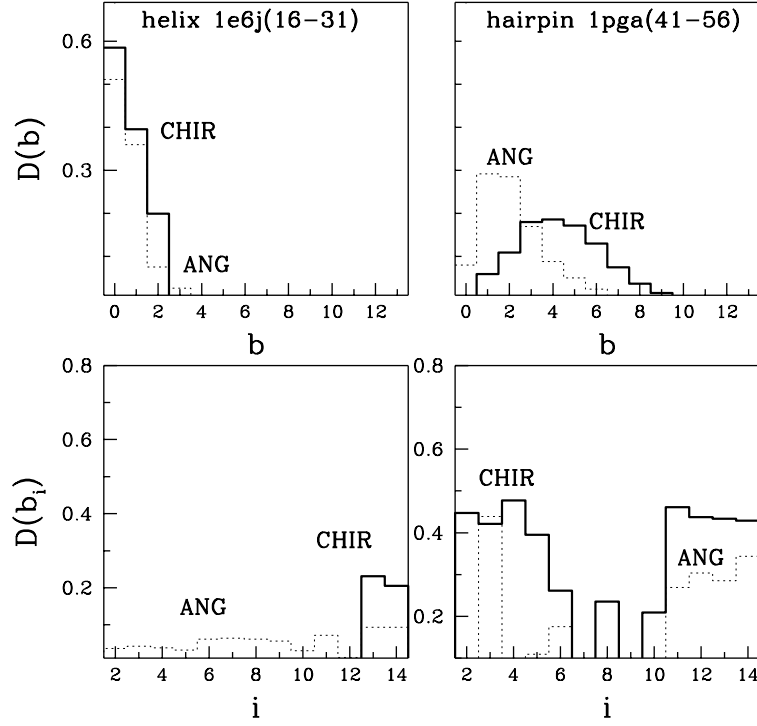 helix 1e6j(16−31)
hairpin 1pga(41−56)
0.6
D(b)
CHIR
ANG
0.3
ANG
CHIR
0 2 4 6 8 10 12
0 2 4 6 8 10 12
b
b
0.8
0.8
D(bi)
0.6
0.6
CHIR
CHIR
0.4
0.4
ANG
ANG
0.2
0.2
2 4 6 8 10 12 14
2 4 6 8 10 12 14
i
i